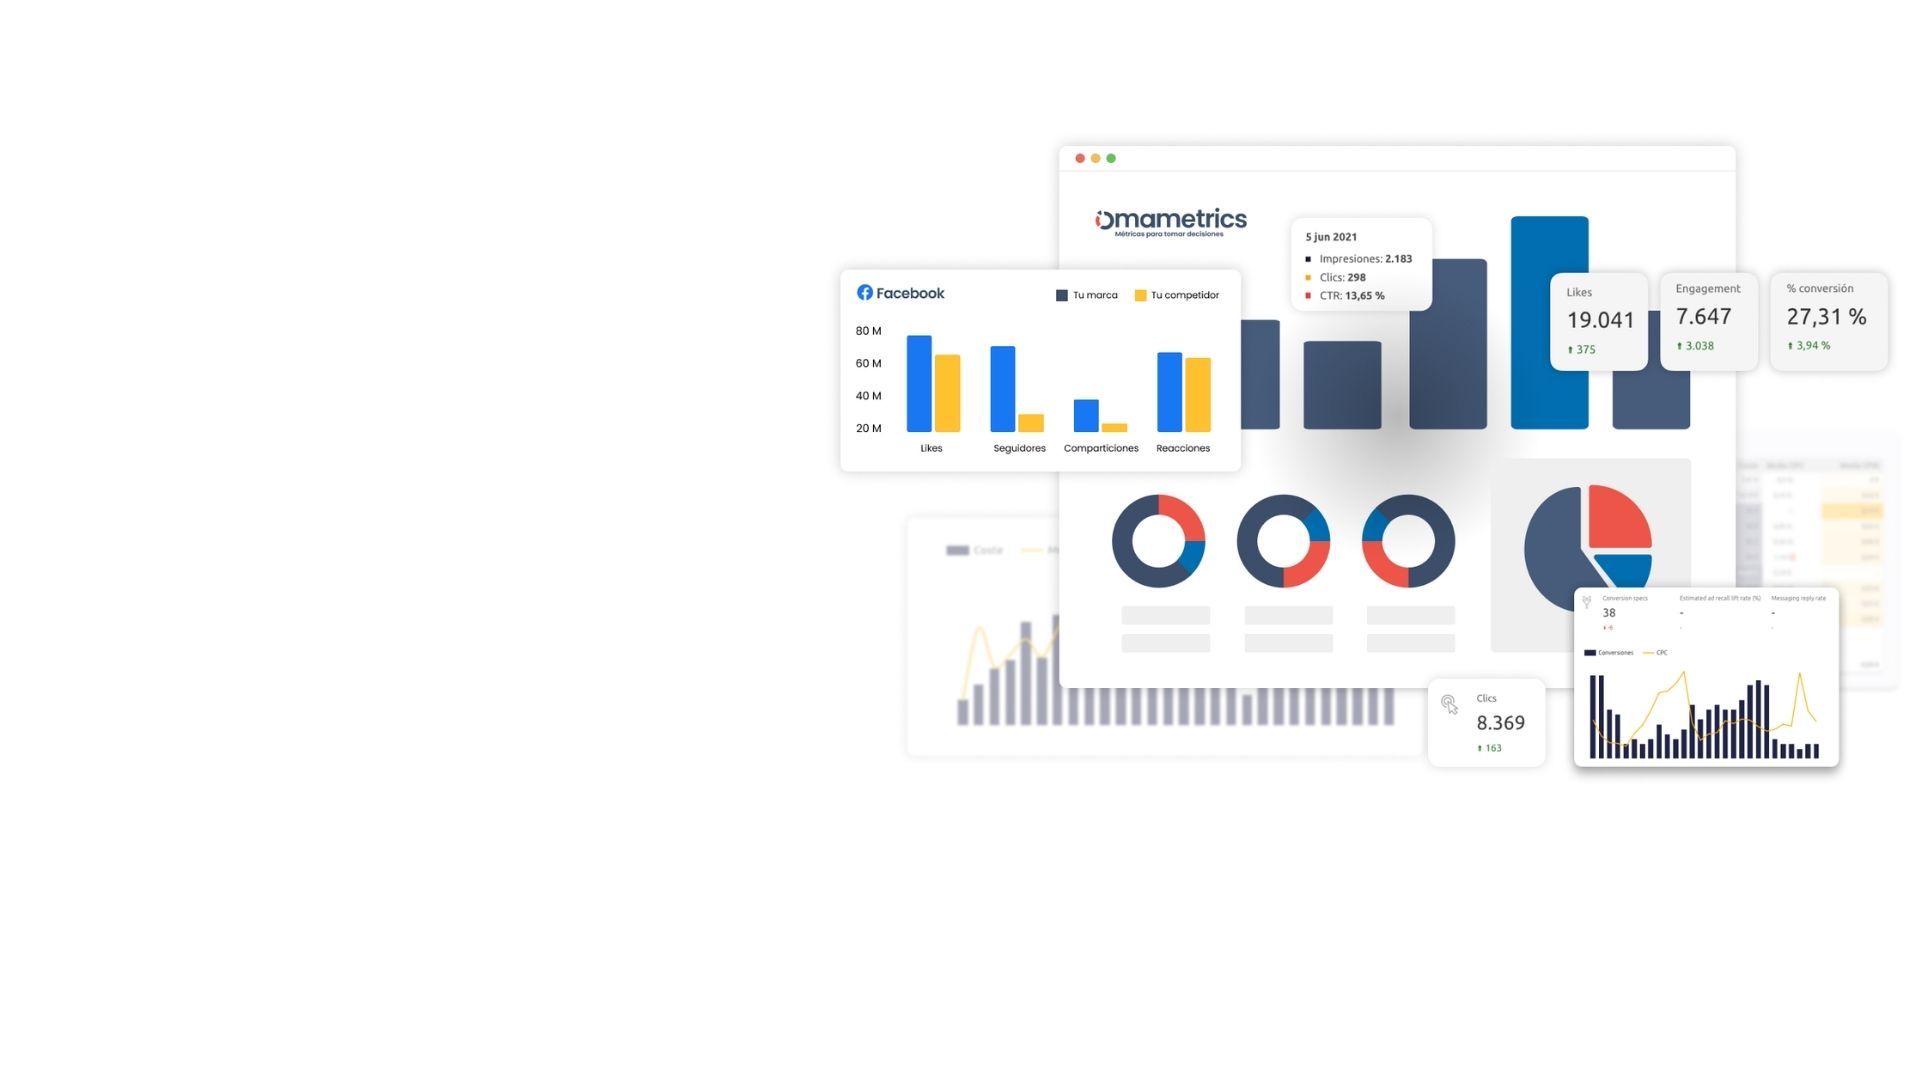 Omametrics
Métricas para tomar decisiones
5 jun 2021
Impresiones: 2.183
Clics: 298
CTR: 13,65 %
Facebook
Tu marca
Tu competidor
80 M
60 M
40 M
20 M
Likes
Seguidores
Comparticiones
Reacciones
Likes
19.041
375
Engagement
7.647
3.038
% conversión
27,31 %
3,94 %
Coste
Clics
8.369
163
Conversion specs
38
-6
Estimated ad recall lift rate (%)
-
-
Messaging reply rate
-
-
Conversiones
CPC